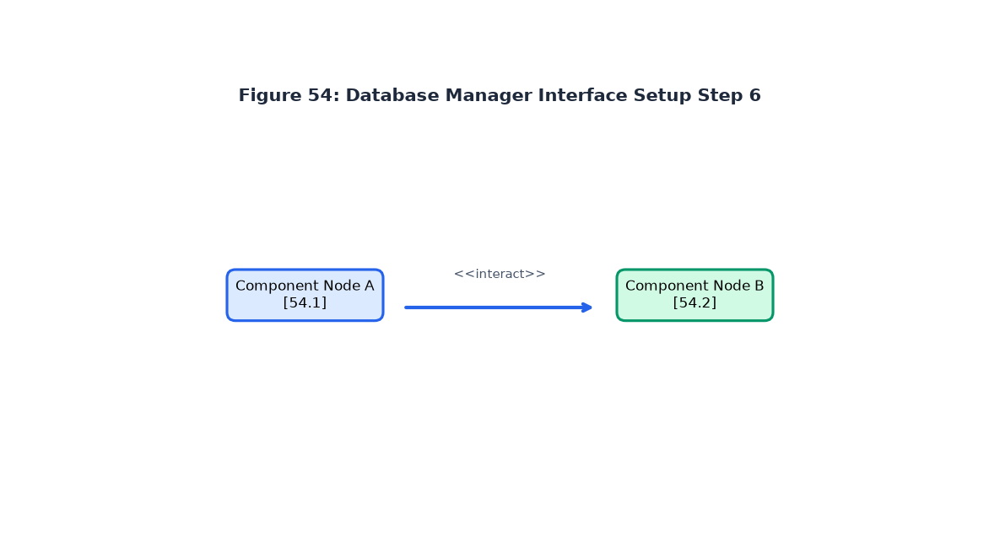 Figure 54: Database Manager Interface Setup Step 6
<<interact>>
Component Node A
[54.1]
Component Node B
[54.2]